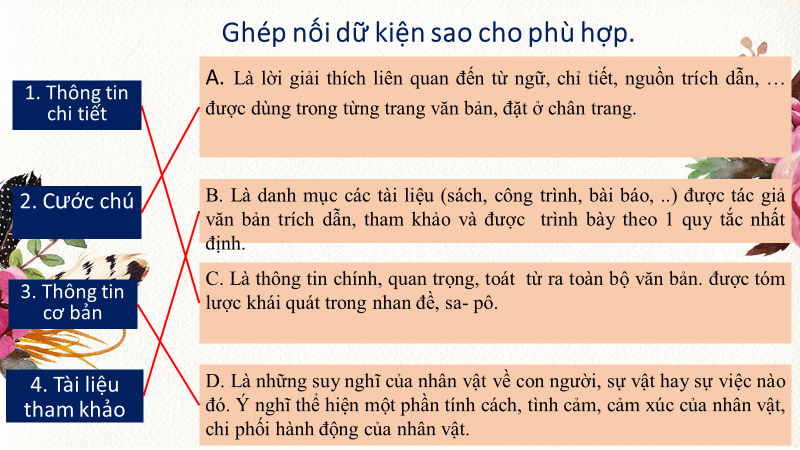 Ghép nối dữ kiện sao cho phù hợp.
1. Thông tin
chi tiết
2. Cước chú
3. Thông tin
cơ bản
4. Tài liệu
tham khảo
A. Là lời giải thích liên quan đến từ ngữ, chỉ tiết, nguồn trích dẫn, …
được dùng trong từng trang văn bản, đặt ở chân trang.
B. Là danh mục các tài liệu (sách, công trình, bài báo, ..) được tác giả
văn bản trích dẫn, tham khảo và được trình bày theo 1 quy tắc nhất
định.
C. Là thông tin chính, quan trọng, toát từ ra toàn bộ văn bản. được tóm
lược khái quát trong nhan đề, sa- pô.
D. Là những suy nghĩ của nhân vật về con người, sự vật hay sự việc nào
đó. Ý nghĩ thể hiện một phần tính cách, tình cảm, cảm xúc của nhân vật,
chi phối hành động của nhân vật.